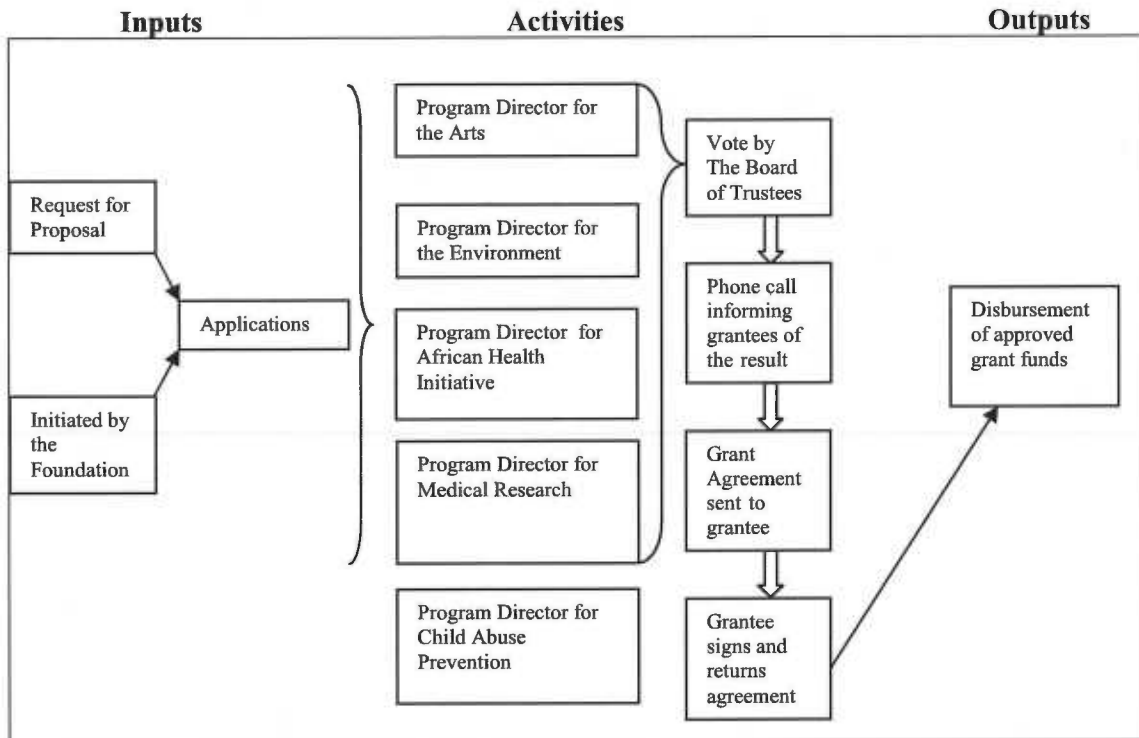 Inputs
Activities
Outputs
Request for
Proposal
Initiated by
the
Foundation
Applications
Program Director for
the Arts
Program Director for
the Environment
Program Director for
African Health
Initiative
Program Director for
Medical Research
Program Director for
Child Abuse
Prevention
Vote by
The Board
of Trustees
Phone call
informing
grantees of
the result
Grant
Agreement
sent to
grantee
Grantee
signs and
returns
agreement
Disbursement
of approved
grant funds